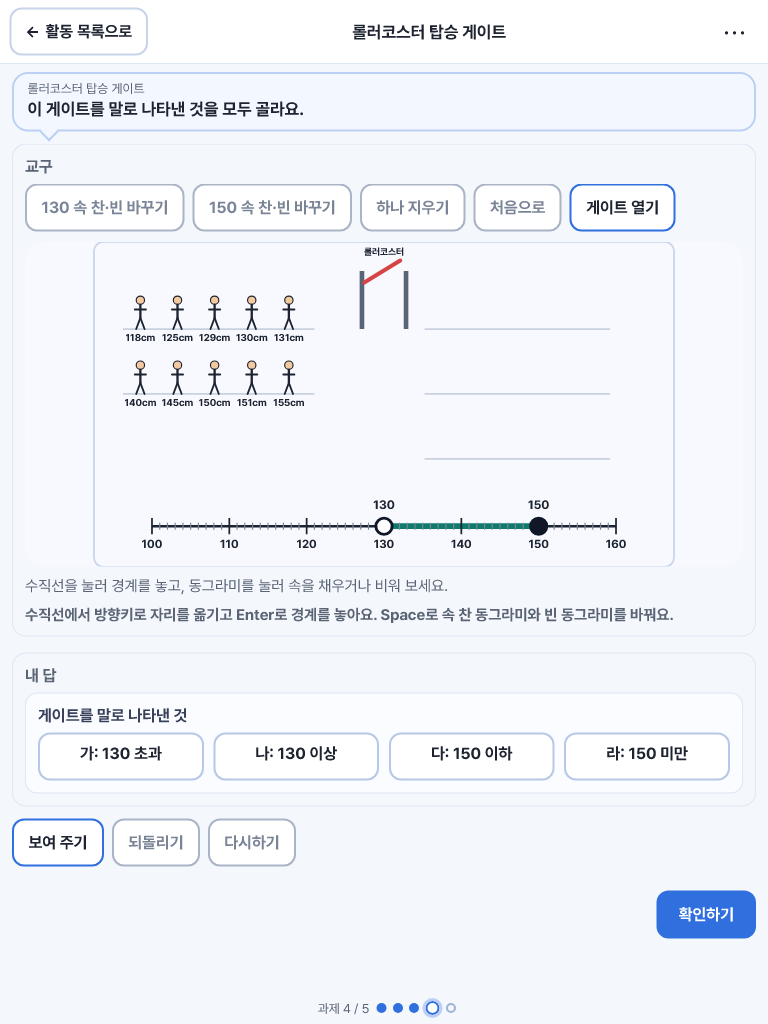 ← 활동 목록으로
롤러코스터 탑승 게이트
...
롤러코스터 탑승 게이트
이 게이트를 말로 나타낸 것을 모두 골라요.
교구
130 속 찬·빈 바꾸기
150 속 찬·빈 바꾸기
하나 지우기
처음으로
게이트 열기
롤러코스터
118cm 125cm 129cm 130cm 131cm
140cm 145cm 150cm 151cm 155cm
130 150
100 110 120 130 140 150 160
수직선을 눌러 경계를 놓고, 동그라미를 눌러 속을 채우거나 비워 보세요.
수직선에서 방향키로 자리를 옮기고 Enter로 경계를 놓아요. Space로 속 찬 동그라미와 빈 동그라미를 바꿔요.
내 답
게이트를 말로 나타낸 것
가: 130 초과
나: 130 이상
다: 150 이하
라: 150 미만
보여 주기
되돌리기
다시하기
확인하기
과제 4 / 5